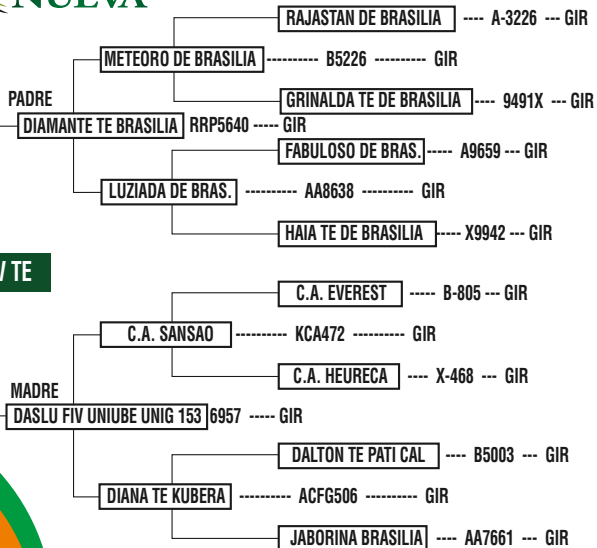 NUEVA
RAJASTAN DE BRASILIA ---- A-3226 --- GIR
METEORO DE BRASILIA ---------- B5226 ---------- GIR
GRINALDA TE DE BRASILIA ---- 9491X --- GIR
PADRE
DIAMANTE TE BRASILIA RRP5640 ----- GIR
FABULOSO DE BRAS. ----- A9659 --- GIR
LUZIADA DE BRAS. ---------- AA8638 ---------- GIR
HAIA TE DE BRASILIA ----- X9942 --- GIR
TE
C.A. EVEREST ----- B-805 --- GIR
C.A. SANSAO ---------- KCA472 ---------- GIR
C.A. HEURECA ---- X-468 --- GIR
MADRE
DASLU FIV UNIUBE UNIG 153 6957 ----- GIR
DALTON TE PATI CAL ---- B5003 --- GIR
DIANA TE KUBERA ---------- ACFG506 ---------- GIR
JABORINA BRASILIA ---- AA7661 --- GIR